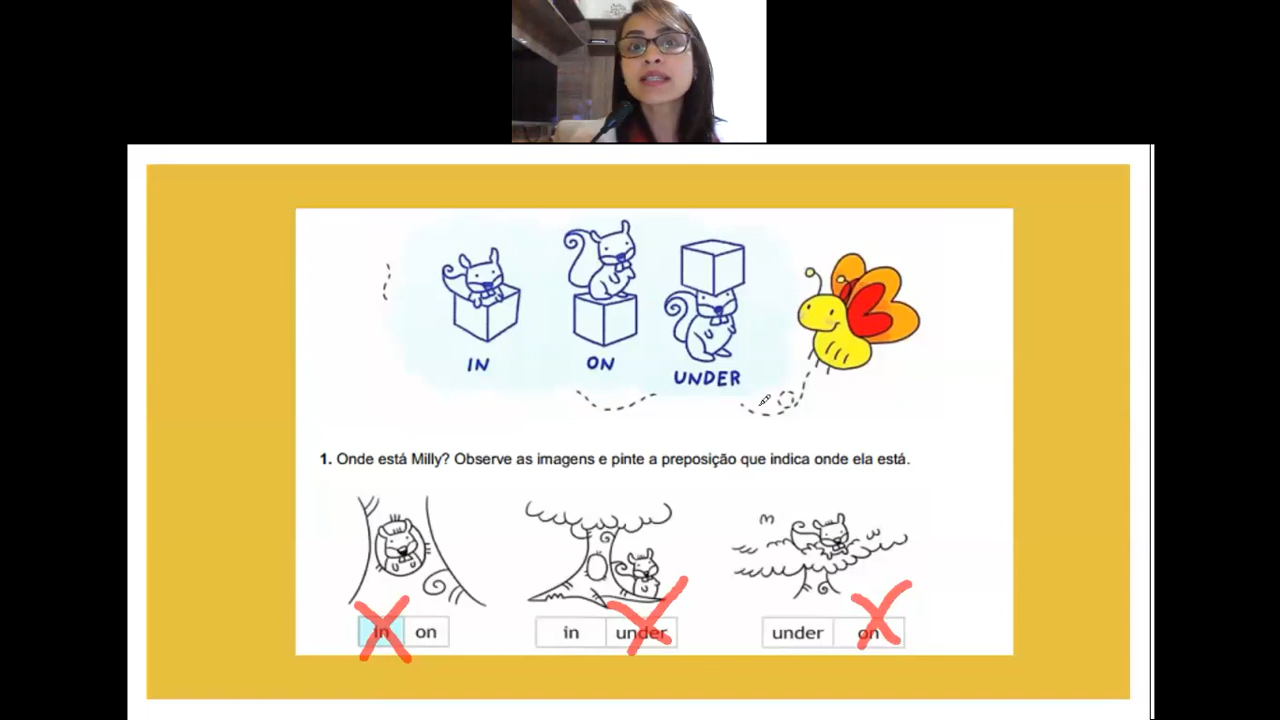 IN ON UNDER
1. Onde está Milly? Observe as imagens e pinte a preposição que indica onde ela está.
in on in under under on